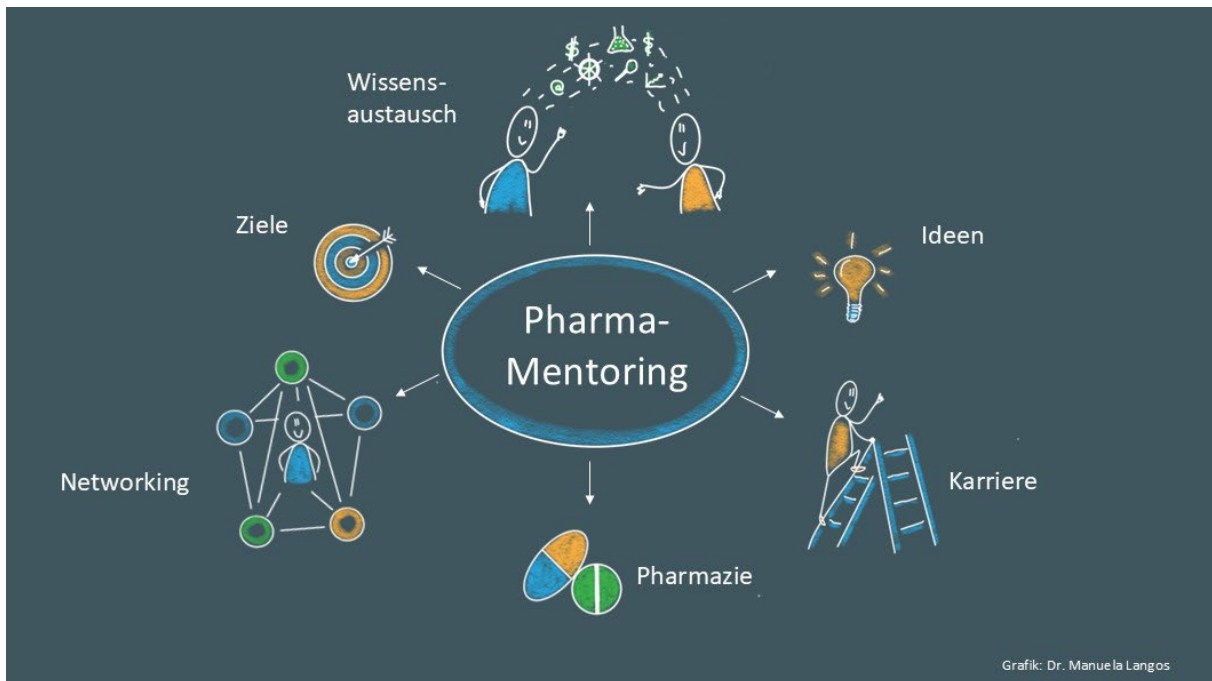 Wissens-
austausch
Ziele
Ideen
Pharma-
Mentoring
Networking
Karriere
Pharmazie
Grafik: Dr. Manuela Langos